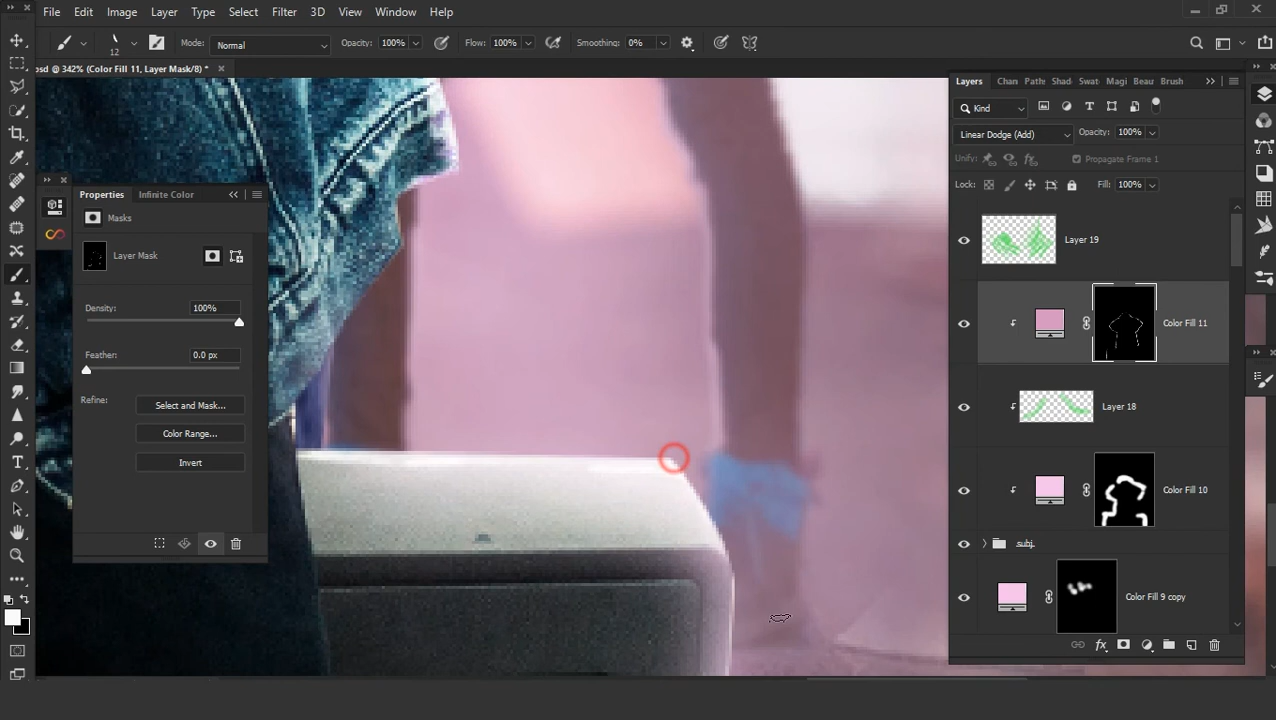 File Edit Image Layer Type Select Filter 3D View Window Help
12 Mode: Normal Opacity: 100% Flow: 100% Smoothing: 0%
psd @ 342% (Color Fill 11, Layer Mask/8) * ×
Layers Chan Paths Shad Swat Magi Beau Brush
Kind
Linear Dodge (Add) Opacity: 100%
Unify: Propagate Frame 1
Lock: Fill: 100%
Layer 19
Color Fill 11
Layer 18
Color Fill 10
subj.
Color Fill 9 copy
Properties Infinite Color
Masks
Layer Mask
Density: 100%
Feather: 0.0 px
Refine: Select and Mask...
Color Range...
Invert